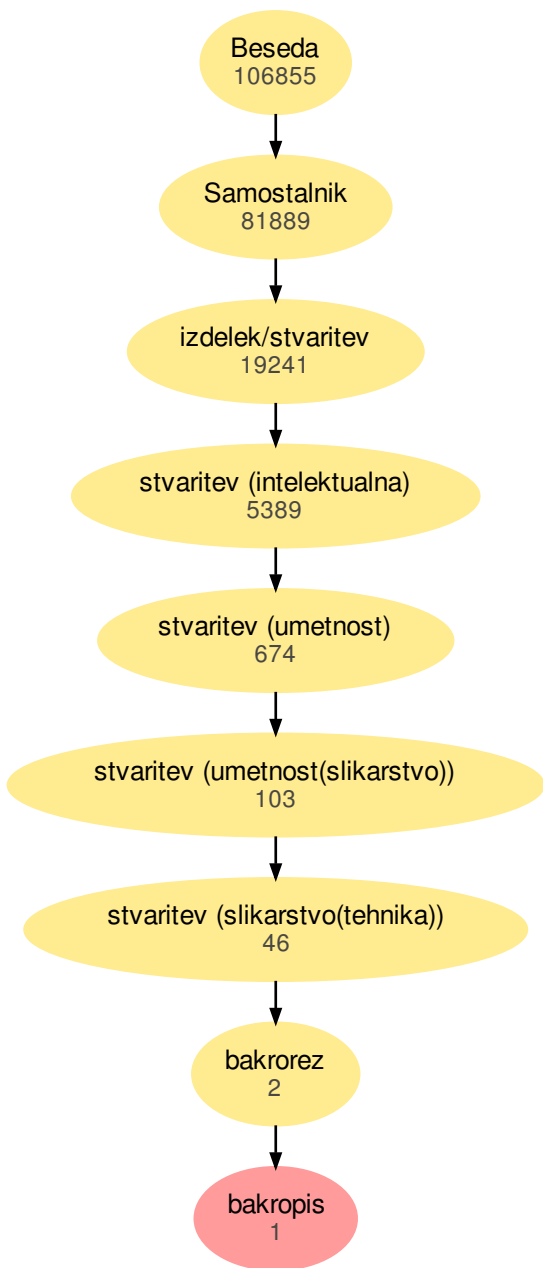 Beseda
106855
Samostalnik
81889
izdelek/stvaritev
19241
stvaritev (intelektualna)
5389
stvaritev (umetnost)
674
stvaritev (umetnost(slikarstvo))
103
stvaritev (slikarstvo(tehnika))
46
bakrorez
2
bakropis
1